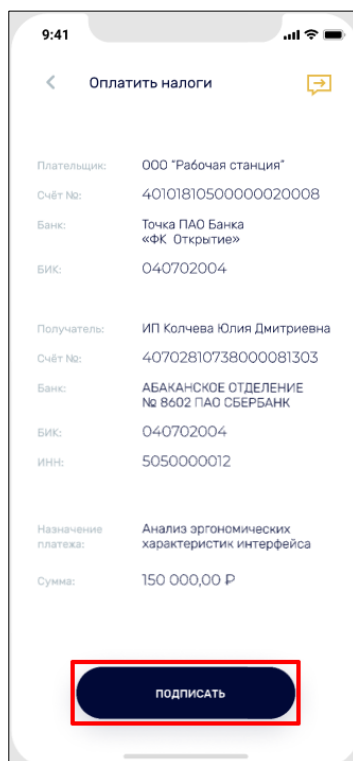 9:41
Оплатить налоги
Плательщик: ООО "Рабочая станция"
Счёт №: 40101810500000020008
Банк: Точка ПАО Банка
«ФК Открытие»
БИК: 040702004
Получатель: ИП Колчева Юлия Дмитриевна
Счёт №: 40702810738000081303
Банк: АБАКАНСКОЕ ОТДЕЛЕНИЕ
№ 8602 ПАО СБЕРБАНК
БИК: 040702004
ИНН: 5050000012
Назначение Анализ эргономических
платежа: характеристик интерфейса
Сумма: 150 000,00 ₽
ПОДПИСАТЬ